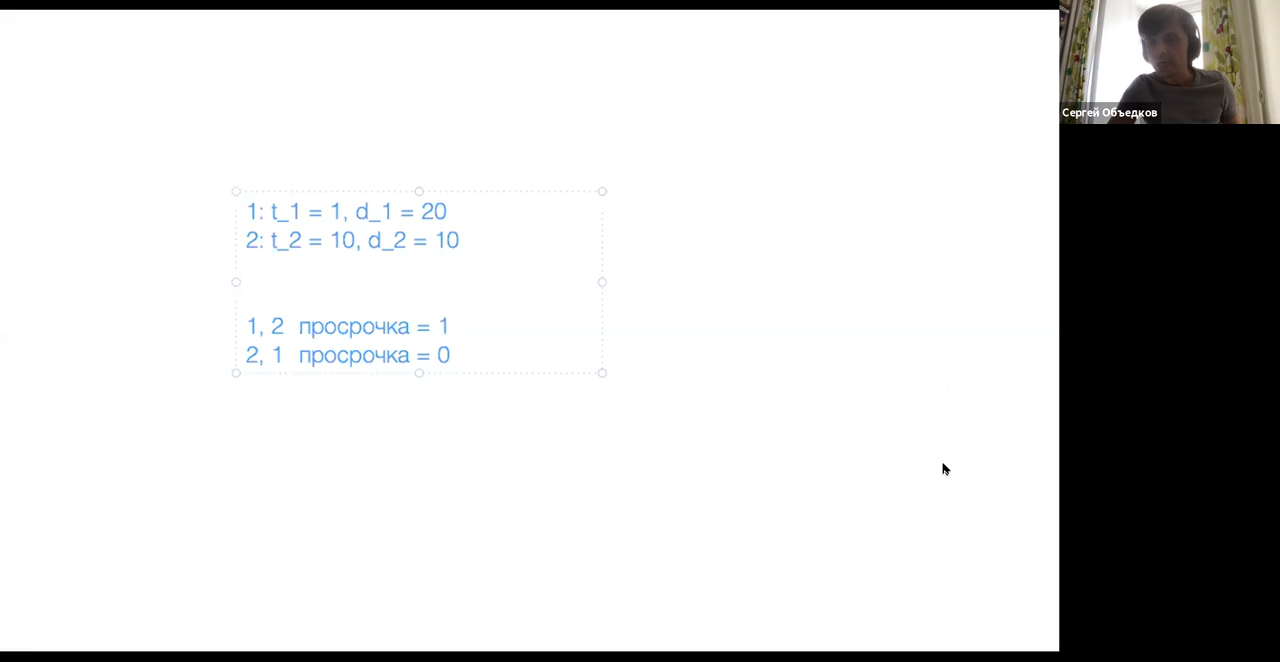 1: t_1 = 1, d_1 = 20
2: t_2 = 10, d_2 = 10
1, 2 просрочка = 1
2, 1 просрочка = 0
Сергей Объедков